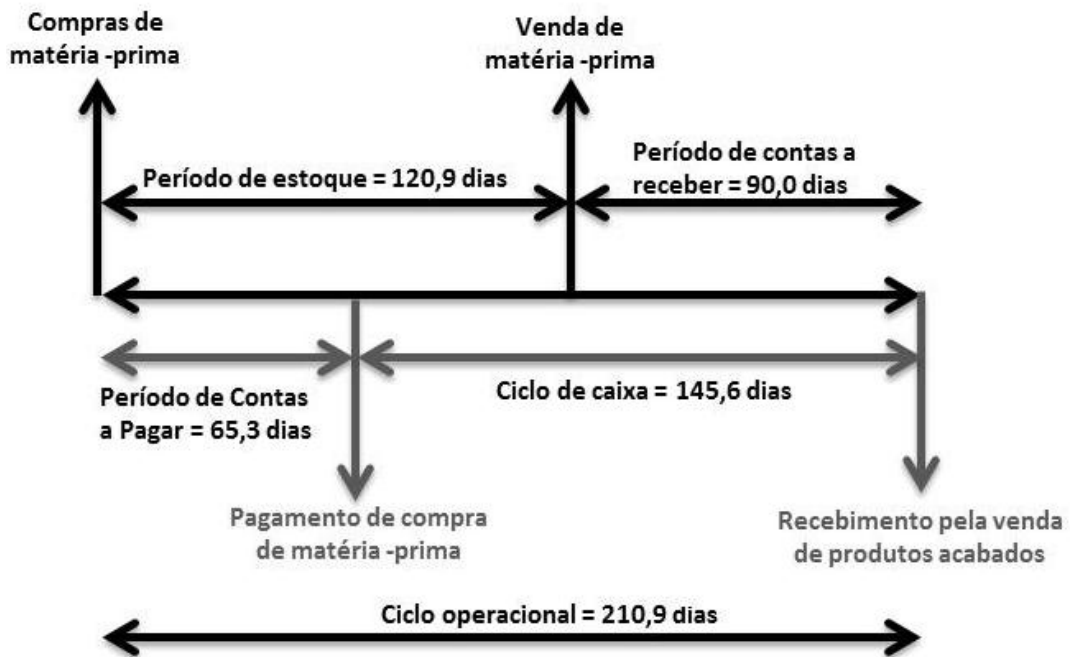 Compras de
matéria -prima
Venda de
matéria -prima
Período de estoque = 120,9 dias
Período de contas a
receber = 90,0 dias
Período de Contas
a Pagar = 65,3 dias
Ciclo de caixa = 145,6 dias
Pagamento de compra
de matéria -prima
Recebimento pela venda
de produtos acabados
Ciclo operacional = 210,9 dias